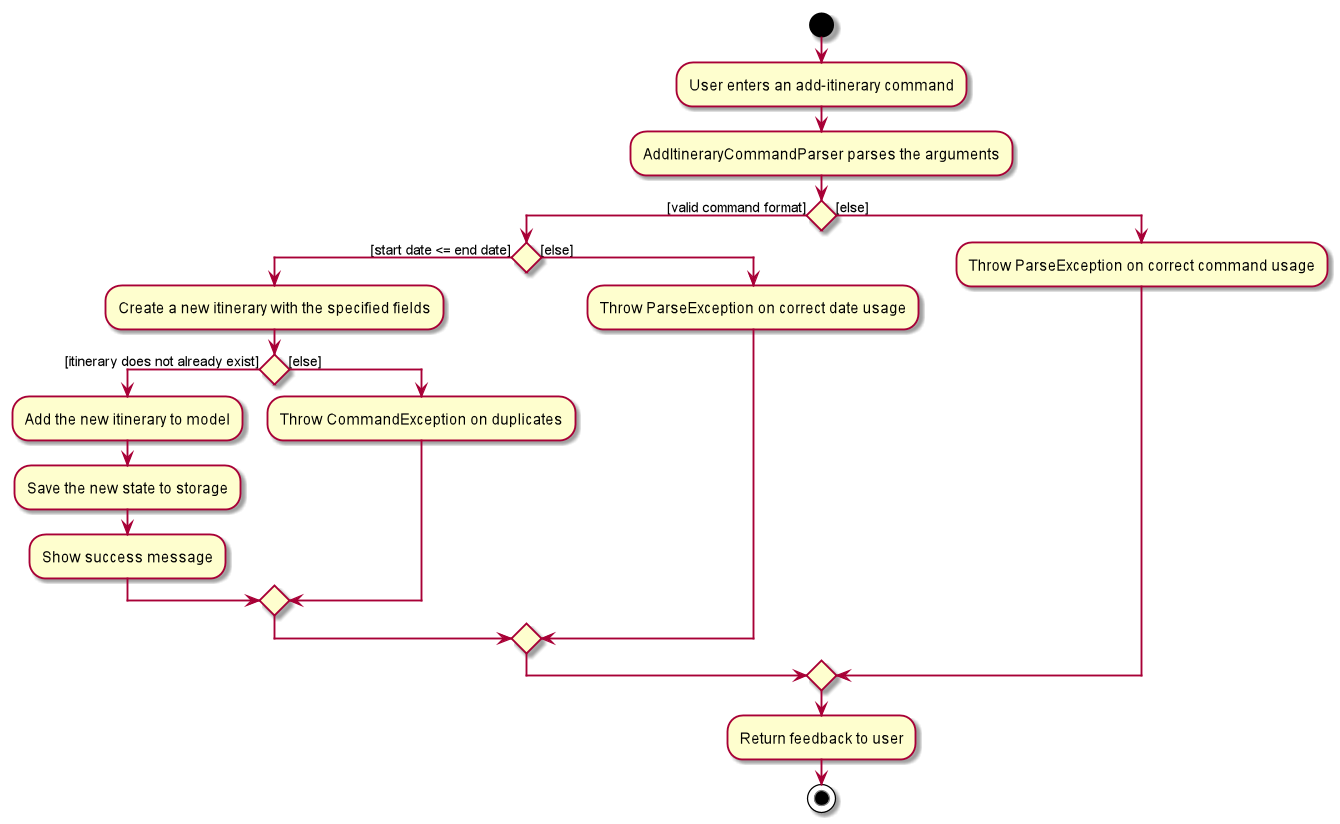 User enters an add-itinerary command
AddItineraryCommandParser parses the arguments
[valid command format]
[else]
[start date <= end date]
[else]
Throw ParseException on correct command usage
Create a new itinerary with the specified fields
Throw ParseException on correct date usage
[itinerary does not already exist]
[else]
Add the new itinerary to model
Throw CommandException on duplicates
Save the new state to storage
Show success message
Return feedback to user